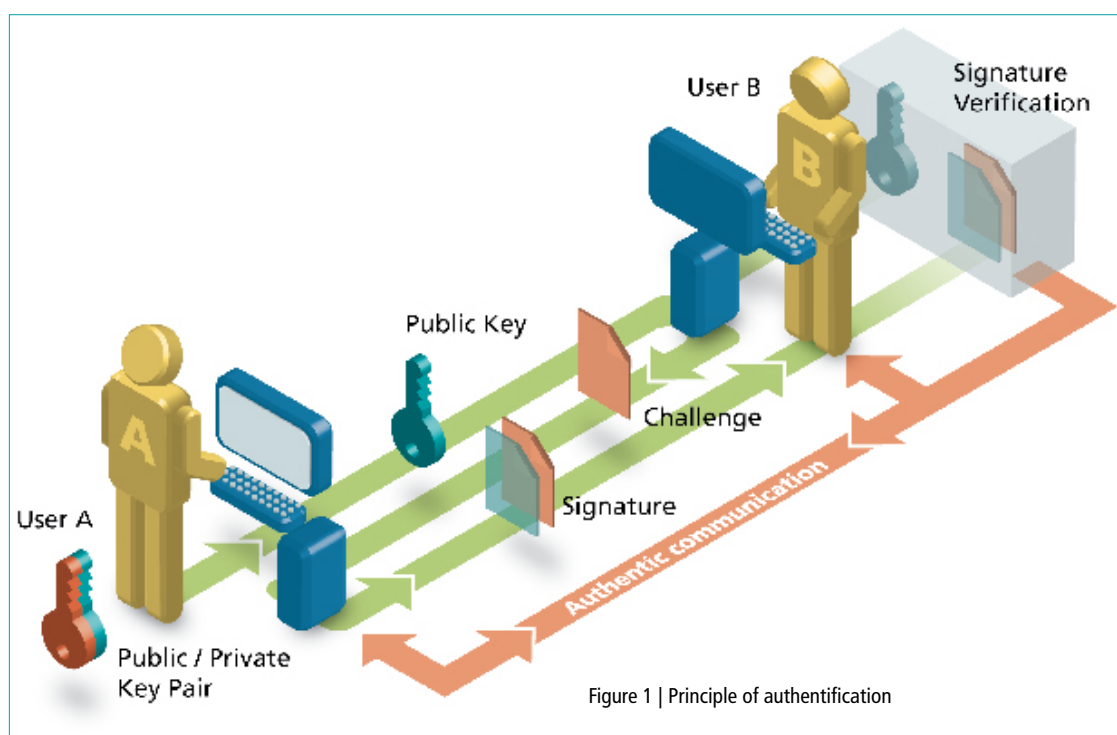 User B
Signature
Verification
B
Public Key
Challenge
A
Signature
User A
Authentic communication
Public / Private
Key Pair
Figure 1 | Principle of authentification